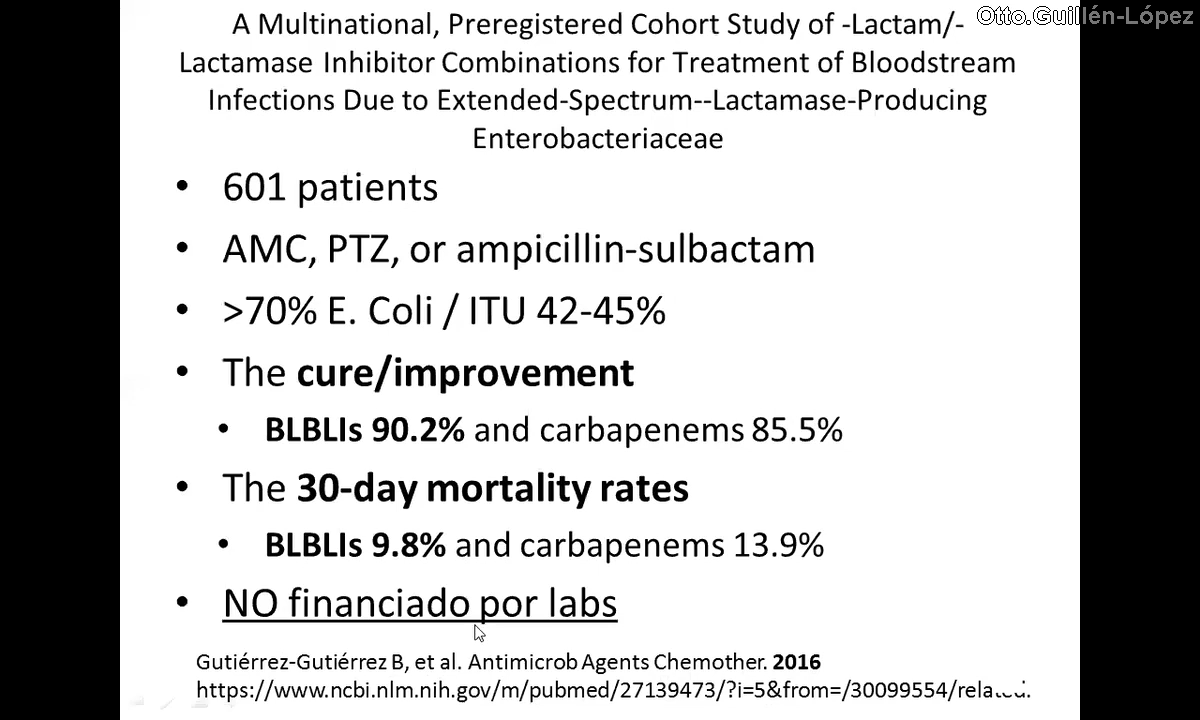 Otto.Guillén-López
A Multinational, Preregistered Cohort Study of -Lactam/-
Lactamase Inhibitor Combinations for Treatment of Bloodstream
Infections Due to Extended-Spectrum--Lactamase-Producing
Enterobacteriaceae
• 601 patients
• AMC, PTZ, or ampicillin-sulbactam
• >70% E. Coli / ITU 42-45%
• The cure/improvement
• BLBLIs 90.2% and carbapenems 85.5%
• The 30-day mortality rates
• BLBLIs 9.8% and carbapenems 13.9%
• NO financiado por labs
Gutiérrez-Gutiérrez B, et al. Antimicrob Agents Chemother. 2016
https://www.ncbi.nlm.nih.gov/m/pubmed/27139473/?i=5&from=/30099554/related.